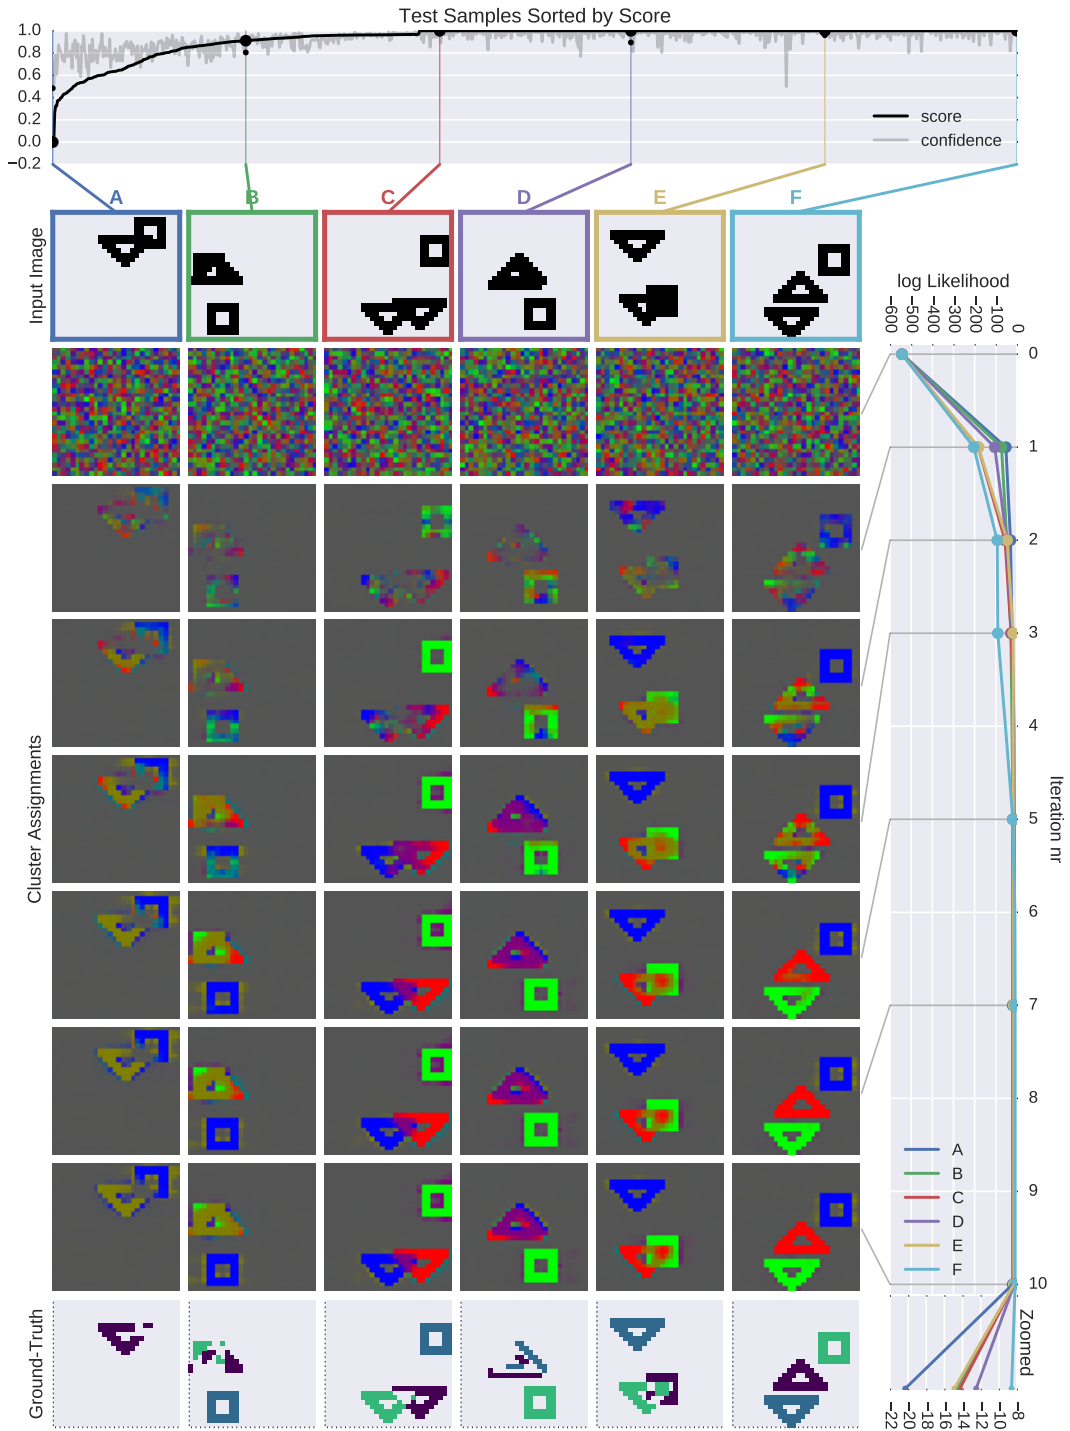 Test Samples Sorted by Score
1.0
0.8
0.6
0.4
0.2
0.0
−0.2
score
confidence
A
B
C
D
E
F
Input Image
log Likelihood
−600
−500
−400
−300
−200
−100
0
0
1
2
3
4
5
6
7
8
9
10
Iteration nr
Cluster Assignments
A
B
C
D
E
F
Zoomed
Ground-Truth
−22
−20
−18
−16
−14
−12
−10
−8